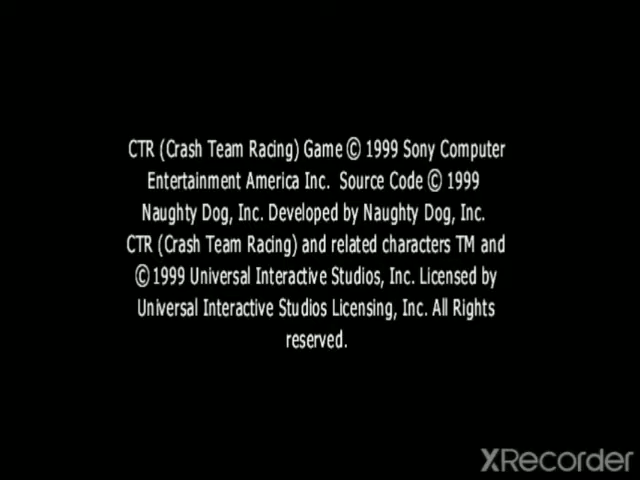 CTR (Crash Team Racing) Game © 1999 Sony Computer
Entertainment America Inc. Source Code © 1999
Naughty Dog, Inc. Developed by Naughty Dog, Inc.
CTR (Crash Team Racing) and related characters TM and
© 1999 Universal Interactive Studios, Inc. Licensed by
Universal Interactive Studios Licensing, Inc. All Rights
reserved.
XRecorder